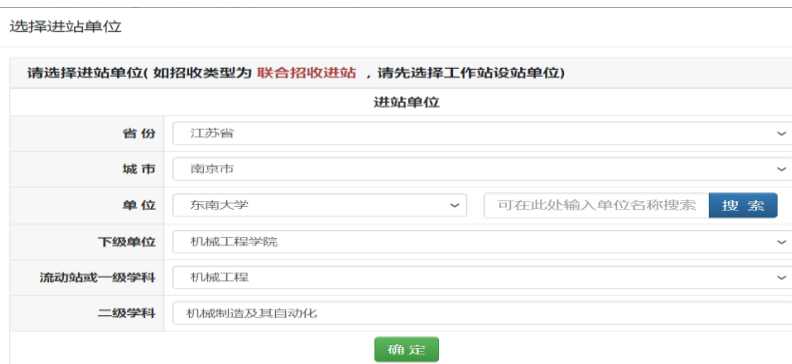 选择进站单位
请选择进站单位( 如招收类型为 联合招收进站 ，请先选择工作站设站单位)
进站单位
省 份 江苏省
城 市 南京市
单 位 东南大学 可在此处输入单位名称搜索 搜 索
下级单位 机械工程学院
流动站或一级学科 机械工程
二级学科 机械制造及其自动化
确 定